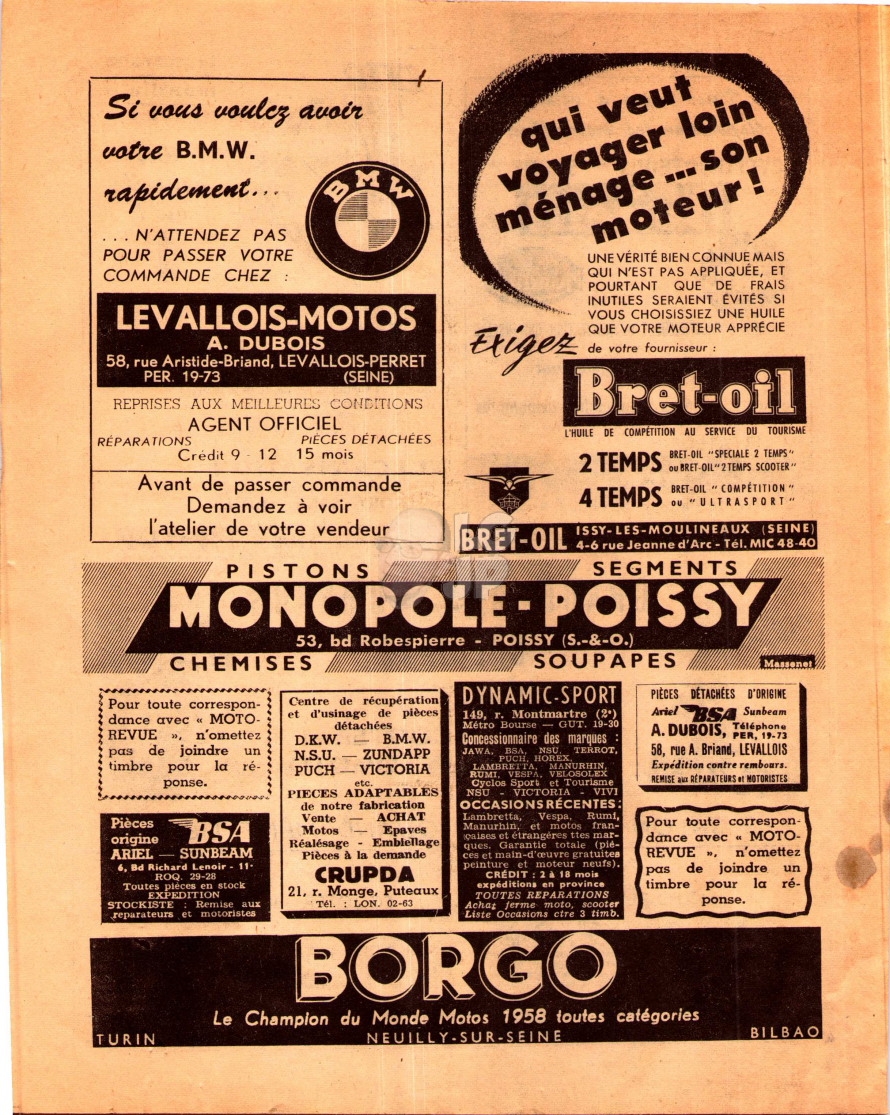 Si vous voulez avoir
votre B.M.W.
rapidement...
BMW
... N'ATTENDEZ PAS
POUR PASSER VOTRE
COMMANDE CHEZ :
LEVALLOIS-MOTOS
A. DUBOIS
58, rue Aristide-Briand, LEVALLOIS-PERRET
PER. 19-73 (SEINE)
REPRISES AUX MEILLEURES CONDITIONS
AGENT OFFICIEL
RÉPARATIONS PIÈCES DÉTACHÉES
Crédit 9 - 12 15 mois
Avant de passer commande
Demandez à voir
l'atelier de votre vendeur
qui veut
voyager loin
ménage... son
moteur!
UNE VÉRITÉ BIEN CONNUE MAIS
QUI N'EST PAS APPLIQUÉE, ET
POURTANT QUE DE FRAIS
INUTILES SERAIENT ÉVITÉS SI
VOUS CHOISISSIEZ UNE HUILE
QUE VOTRE MOTEUR APPRÉCIE
Exigez de votre fournisseur :
Bret-oil
L'HUILE DE COMPÉTITION AU SERVICE DU TOURISME
2 TEMPS BRET-OIL "SPECIALE 2 TEMPS"
ou BRET-OIL "2 TEMPS SCOOTER"
4 TEMPS BRET-OIL "COMPÉTITION"
ou "ULTRASPORT"
BRET-OIL ISSY-LES-MOULINEAUX (SEINE)
4-6 rue Jeanne d'Arc - Tél. MIC 48-40
JP
PISTONS SEGMENTS
MONOPOLE-POISSY
53, bd Robespierre - POISSY (S.-&-O.)
CHEMISES SOUPAPES
Massenet
Pour toute correspon-
dance avec « MOTO-
REVUE », n'omettez
pas de joindre un
timbre pour la ré-
ponse.
Pièces
origine BSA
ARIEL — SUNBEAM
6, Bd Richard Lenoir - 11e
ROQ. 29-28
Toutes pièces en stock
EXPEDITION
STOCKISTE : Remise aux
reparateurs et motoristes
Centre de récupération
et d'usinage de pièces
détachées
D.K.W. — B.M.W.
N.S.U. — ZUNDAPP
PUCH — VICTORIA
etc.
PIECES ADAPTABLES
de notre fabrication
Vente — ACHAT
Motos — Epaves
Réalésage - Embiellage
Pièces à la demande
CRUPDA
21, r. Monge, Puteaux
Tél. : LON. 02-63
DYNAMIC-SPORT
149, r. Montmartre (2e)
Métro Bourse — GUT. 19-30
Concessionnaire des marques :
JAWA, BSA, NSU, TERROT,
PUCH, HOREX,
LAMBRETTA, MANURHIN,
RUMI, VESPA, VELOSOLEX
Cyclos Sport et Tourisme
NSU - VICTORIA - VIVI
OCCASIONS RÉCENTES :
Lambretta, Vespa, Rumi,
Manurhin, et motos fran-
çaises et étrangères ttes mar-
ques. Garantie totale (piè-
ces et main-d'œuvre gratuites
peinture et moteur neufs).
CRÉDIT : 2 à 18 mois
expéditions en province
TOUTES REPARATIONS
Achat ferme moto, scooter
Liste Occasions ctre 3 timb.
PIÈCES DÉTACHÉES D'ORIGINE
Ariel BSA Sunbeam
A. DUBOIS, Téléphone
PER, 19-73
58, rue A. Briand, LEVALLOIS
Expédition contre rembours.
REMISE aux RÉPARATEURS et MOTORISTES
Pour toute correspon-
dance avec « MOTO-
REVUE », n'omettez
pas de joindre un
timbre pour la ré-
ponse.
BORGO
Le Champion du Monde Motos 1958 toutes catégories
TURIN NEUILLY-SUR-SEINE BILBAO